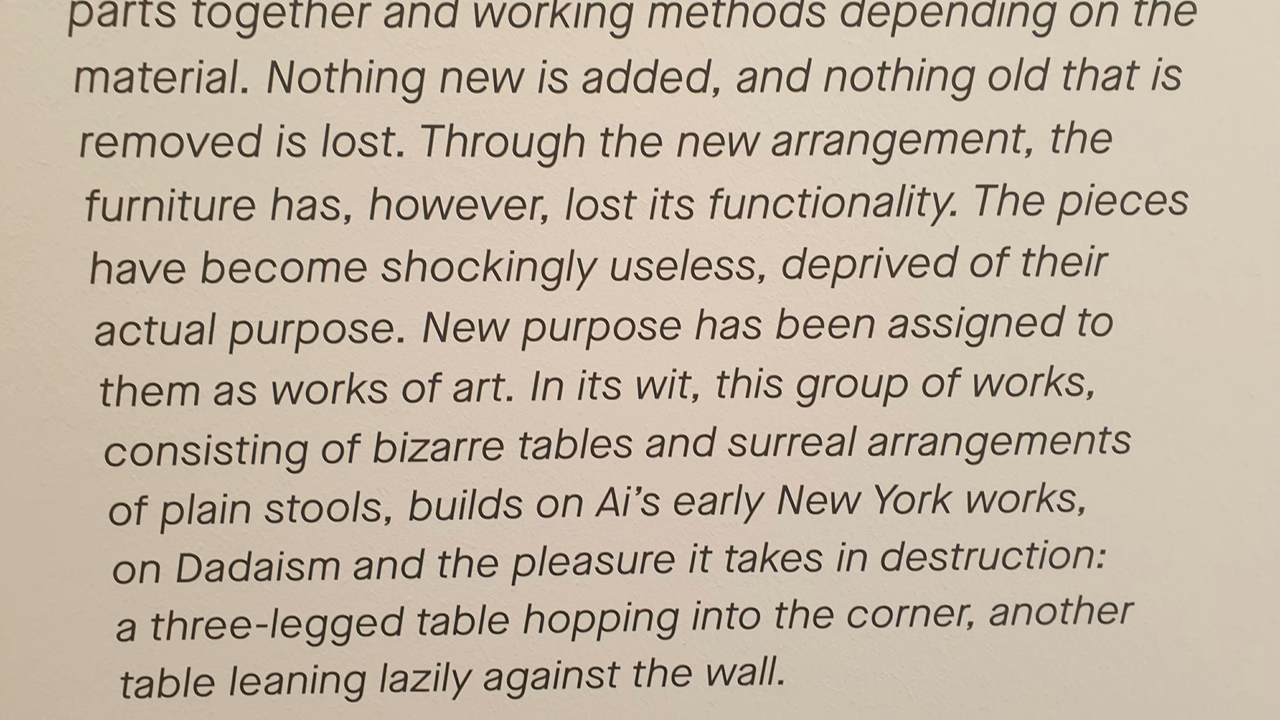 parts together and working methods depending on the
material. Nothing new is added, and nothing old that is
removed is lost. Through the new arrangement, the
furniture has, however, lost its functionality. The pieces
have become shockingly useless, deprived of their
actual purpose. New purpose has been assigned to
them as works of art. In its wit, this group of works,
consisting of bizarre tables and surreal arrangements
of plain stools, builds on Ai’s early New York works,
on Dadaism and the pleasure it takes in destruction:
a three-legged table hopping into the corner, another
table leaning lazily against the wall.